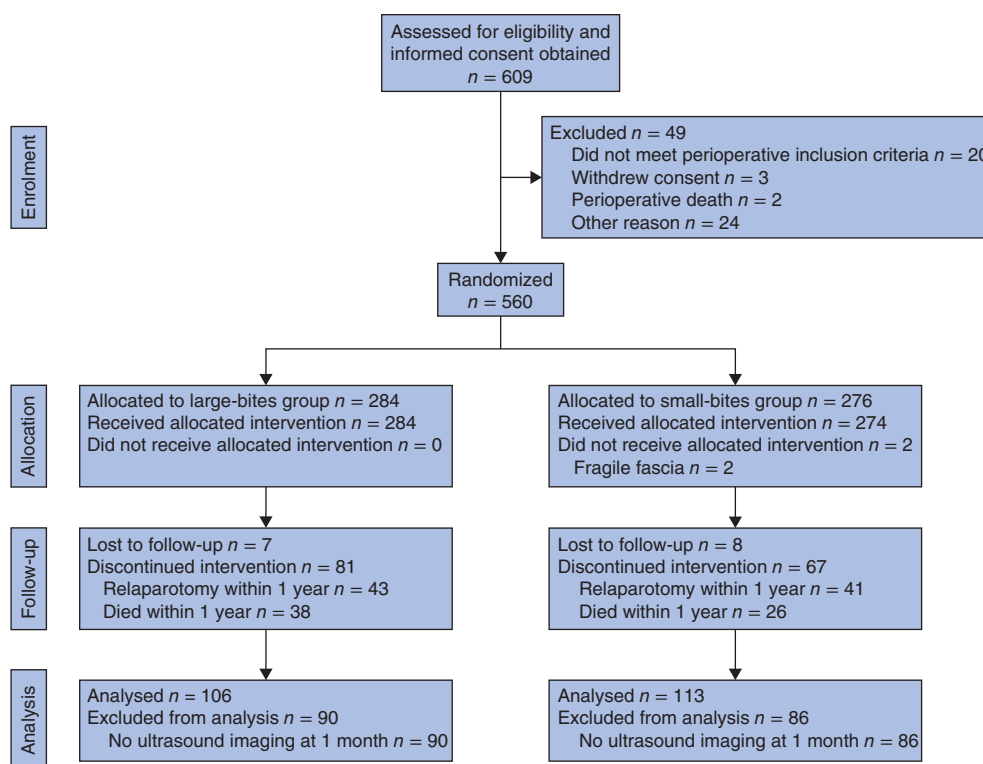 Assessed for eligibility and
informed consent obtained
n = 609
Enrolment
Excluded n = 49
Did not meet perioperative inclusion criteria n = 20
Withdrew consent n = 3
Perioperative death n = 2
Other reason n = 24
Randomized
n = 560
Allocation
Allocated to large-bites group n = 284
Received allocated intervention n = 284
Did not receive allocated intervention n = 0
Allocated to small-bites group n = 276
Received allocated intervention n = 274
Did not receive allocated intervention n = 2
Fragile fascia n = 2
Follow-up
Lost to follow-up n = 7
Discontinued intervention n = 81
Relaparotomy within 1 year n = 43
Died within 1 year n = 38
Lost to follow-up n = 8
Discontinued intervention n = 67
Relaparotomy within 1 year n = 41
Died within 1 year n = 26
Analysis
Analysed n = 106
Excluded from analysis n = 90
No ultrasound imaging at 1 month n = 90
Analysed n = 113
Excluded from analysis n = 86
No ultrasound imaging at 1 month n = 86